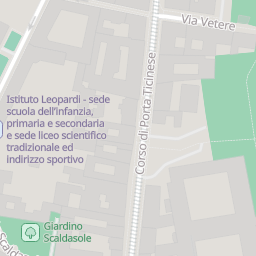 Via Vetere
Istituto Leopardi - sede
scuola dell'infanzia,
primaria e secondaria
e sede liceo scientifico
tradizionale ed
indirizzo sportivo
Corso di Porta Ticinese
Giardino
Scaldasole
Scaldasole